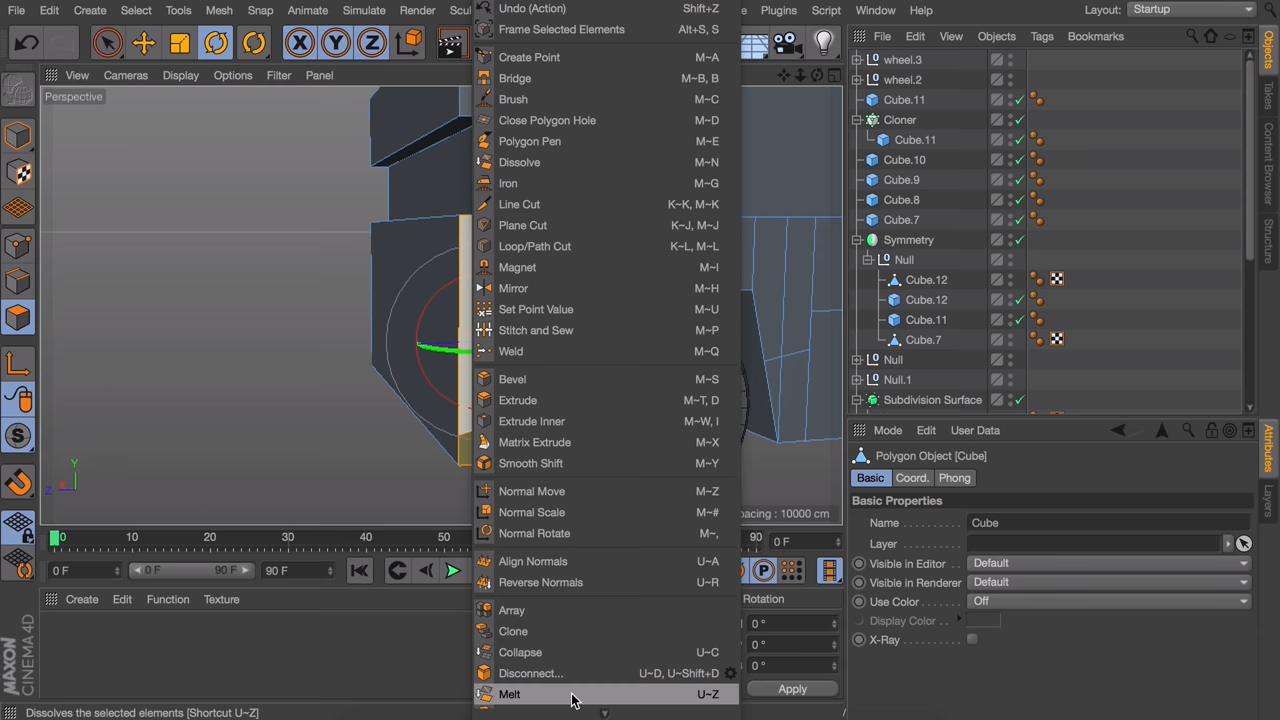 File Edit Create Select Tools Mesh Snap Animate Simulate Render Plugins Script Window Layout: Startup
View Cameras Display Options Filter Panel
Perspective
Undo (Action) Shift+Z
Frame Selected Elements Alt+S, S
Create Point M~A
Bridge M~B, B
Brush M~C
Close Polygon Hole M~D
Polygon Pen M~E
Dissolve M~N
Iron M~G
Line Cut K~K, M~K
Plane Cut K~J, M~J
Loop/Path Cut K~L, M~L
Magnet M~I
Mirror M~H
Set Point Value M~U
Stitch and Sew M~P
Weld M~Q
Bevel M~S
Extrude M~T, D
Extrude Inner M~W, I
Matrix Extrude M~X
Smooth Shift M~Y
Normal Move M~Z
Normal Scale M~#
Normal Rotate M~,
Align Normals U~A
Reverse Normals U~R
Array
Clone
Collapse U~C
Disconnect... U~D, U~Shift+D
Melt U~Z
File Edit View Objects Tags Bookmarks
wheel.3
wheel.2
Cube.11
Cloner
Cube.11
Cube.10
Cube.9
Cube.8
Cube.7
Symmetry
Null
Cube.12
Cube.12
Cube.11
Cube.7
Null
Null.1
Subdivision Surface
Objects
Takes
Content Browser
Structure
Mode Edit User Data
Polygon Object [Cube]
Basic Coord. Phong
Basic Properties
Name Cube
Layer
Visible in Editor Default
Visible in Renderer Default
Use Color Off
Display Color
X-Ray
Attributes
Layers
pacing : 10000 cm
0 10 20 30 40 50 90 0 F
0 F 0 F 90 F 90 F
Create Edit Function Texture
Rotation
0 °
0 °
0 °
Apply
MAXON
CINEMA 4D
Dissolves the selected elements [Shortcut U~Z]
X Y Z
Y
Z
S
P